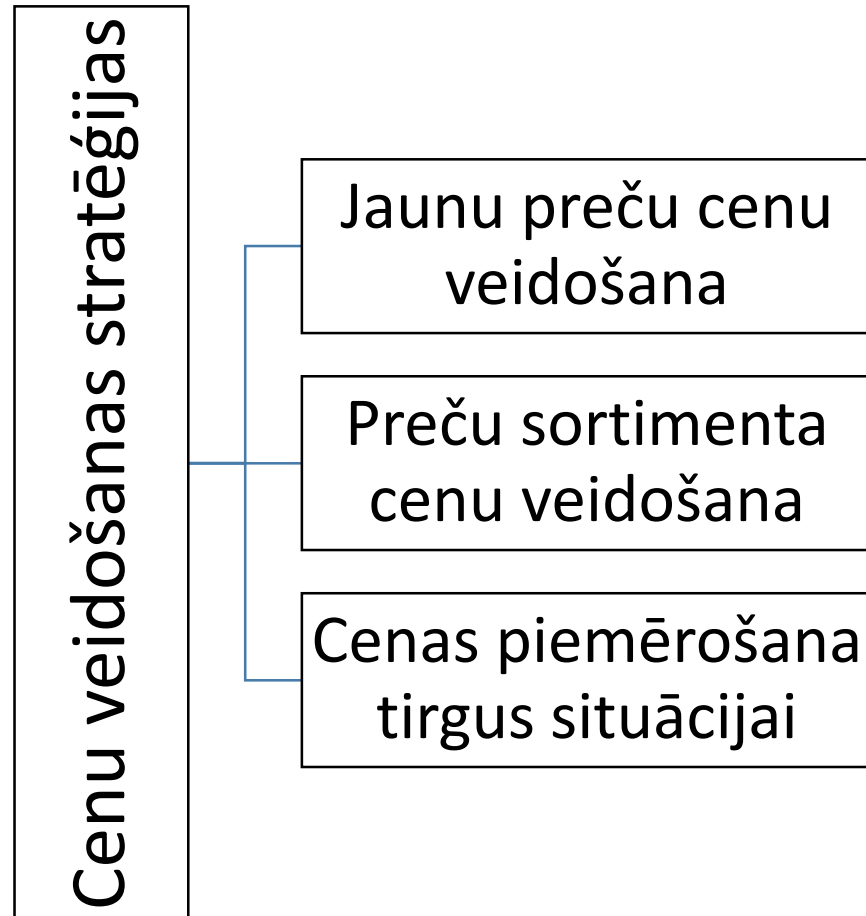 Cenu veidošanas stratēģijas
Jaunu preču cenu
veidošana
Preču sortimenta
cenu veidošana
Cenas piemērošana
tirgus situācijai